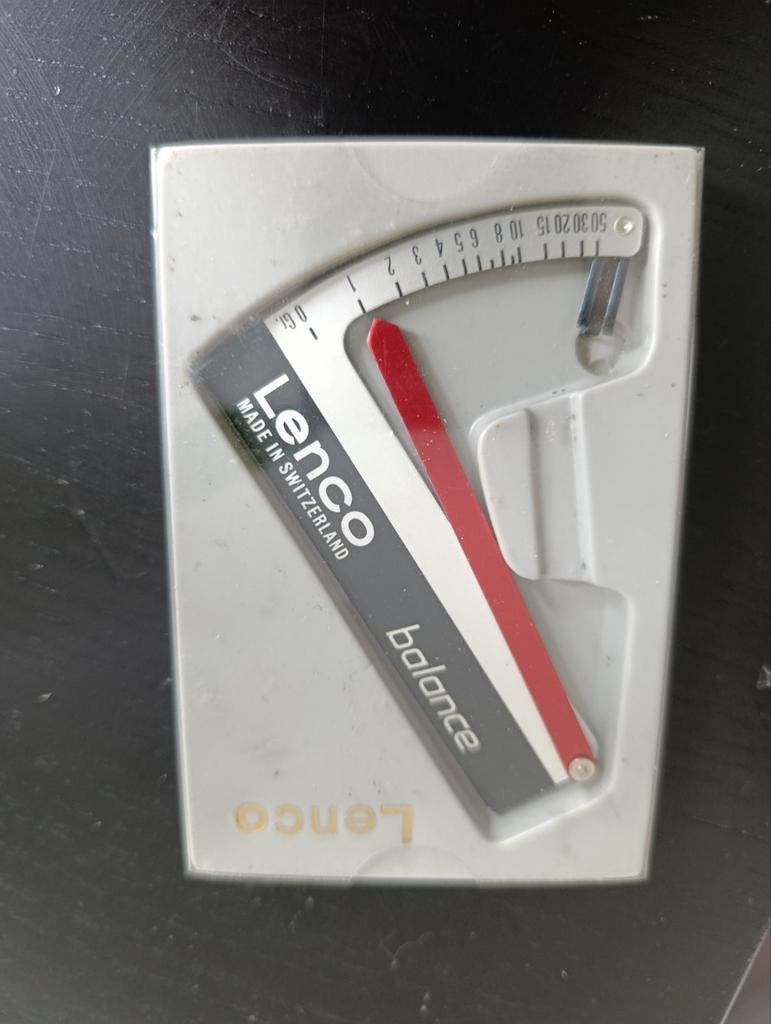 0 Gr.
1
2
3
4
5
6
8
10
15
20
30
50
Lenco
MADE IN SWITZERLAND
balance
Lenco